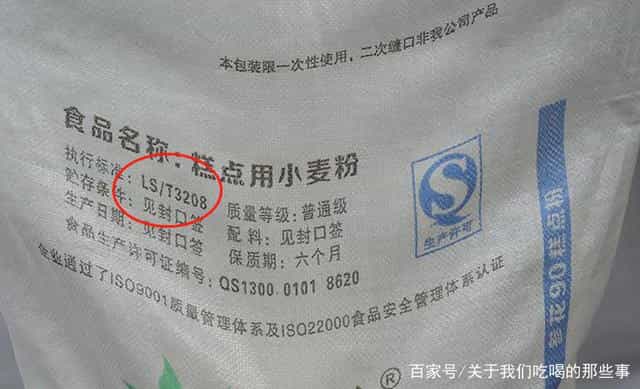 本包装限一次性使用，二次缝口非我公司产品
食品名称：糕点用小麦粉
执行标准：LS/T3208 质量等级：普通级
贮存条件：见封口签 配料：见封口签
生产日期：见封口签 保质期：六个月
食品生产许可证编号：QS1300 0101 8620
企业通过了ISO9001质量管理体系及ISO22000食品安全管理体系认证
生产许可
参花90糕点粉
®
百家号/关于我们吃喝的那些事